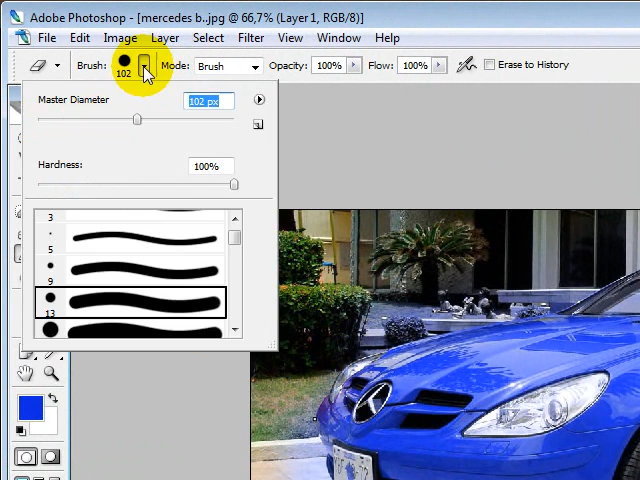 Adobe Photoshop - [mercedes b..jpg @ 66,7% (Layer 1, RGB/8)]
File Edit Image Layer Select Filter View Window Help
Brush: 102 Mode: Brush Opacity: 100% Flow: 100% Erase to History
Master Diameter 102 px
Hardness: 100%
3
5
9
13